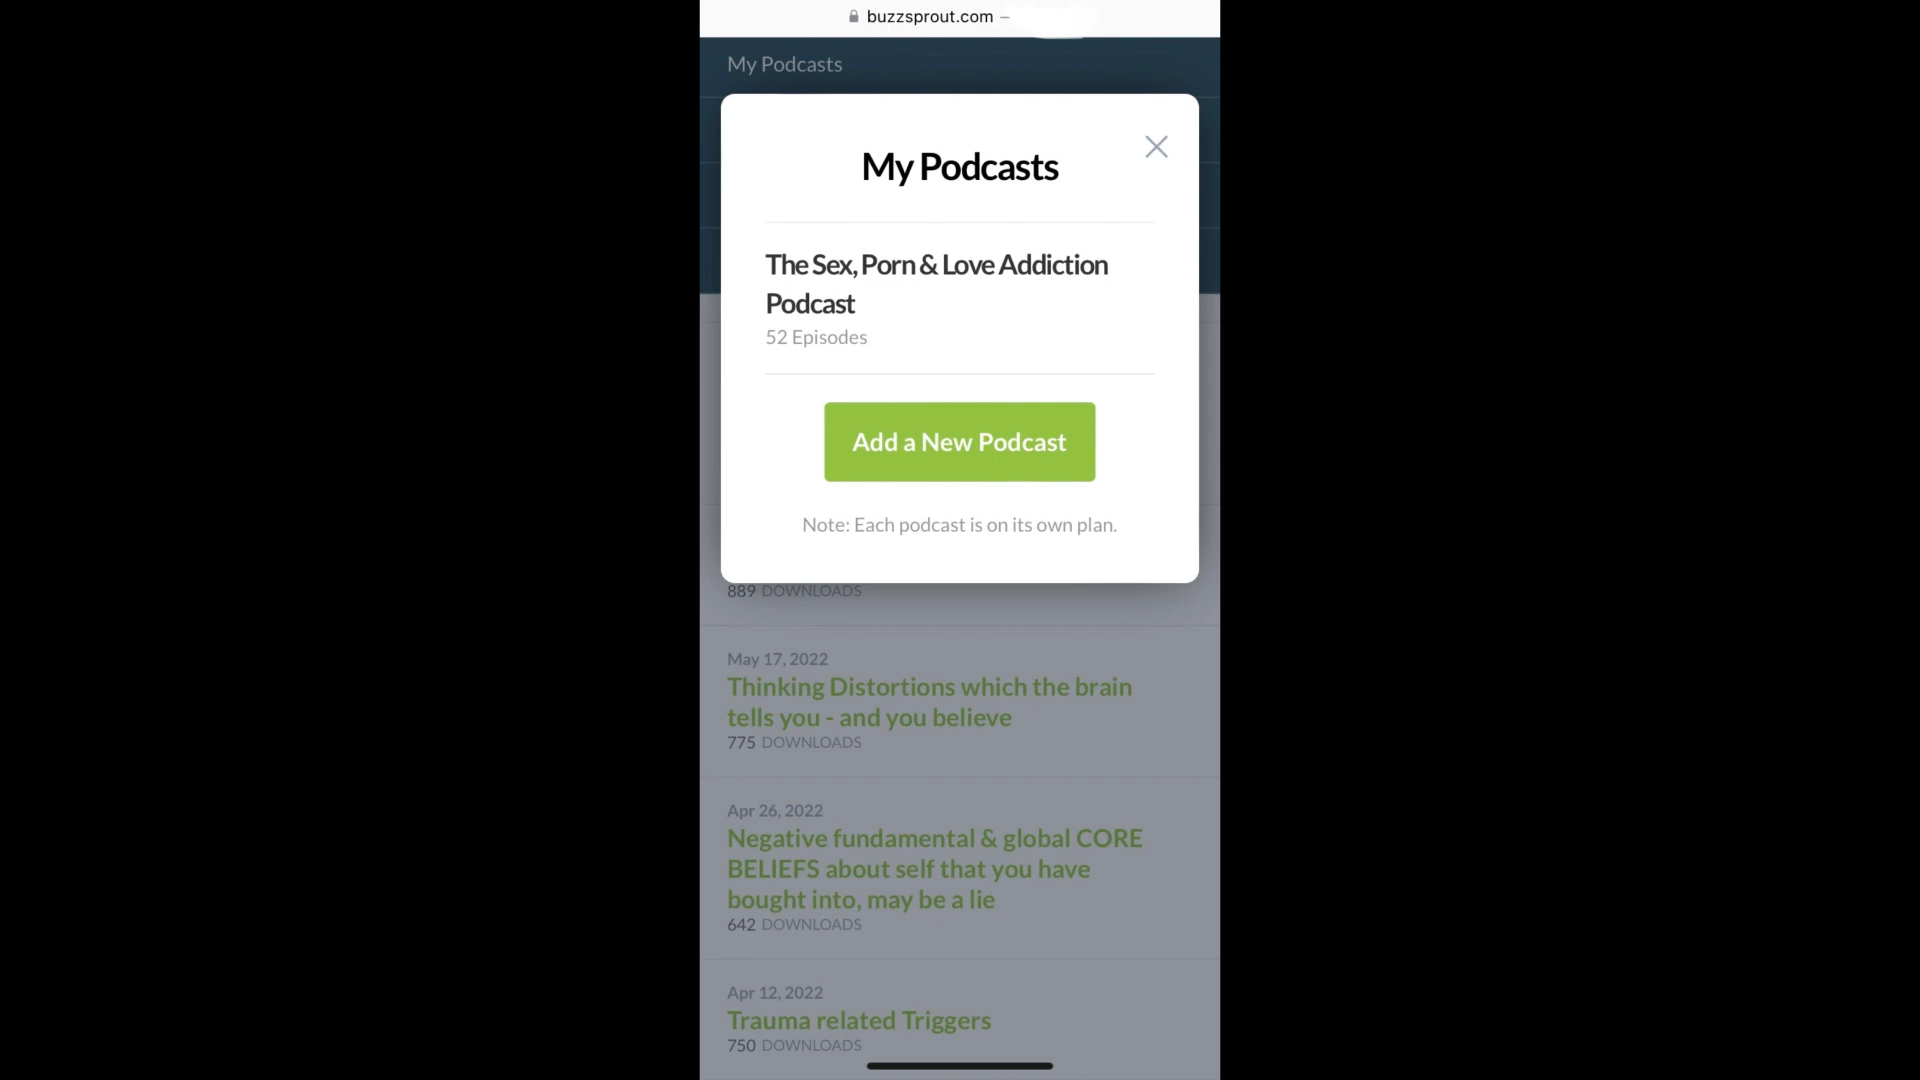 buzzsprout.com –
My Podcasts
My Podcasts
The Sex, Porn & Love Addiction
Podcast
52 Episodes
Add a New Podcast
Note: Each podcast is on its own plan.
889 DOWNLOADS
May 17, 2022
Thinking Distortions which the brain
tells you - and you believe
775 DOWNLOADS
Apr 26, 2022
Negative fundamental & global CORE
BELIEFS about self that you have
bought into, may be a lie
642 DOWNLOADS
Apr 12, 2022
Trauma related Triggers
750 DOWNLOADS